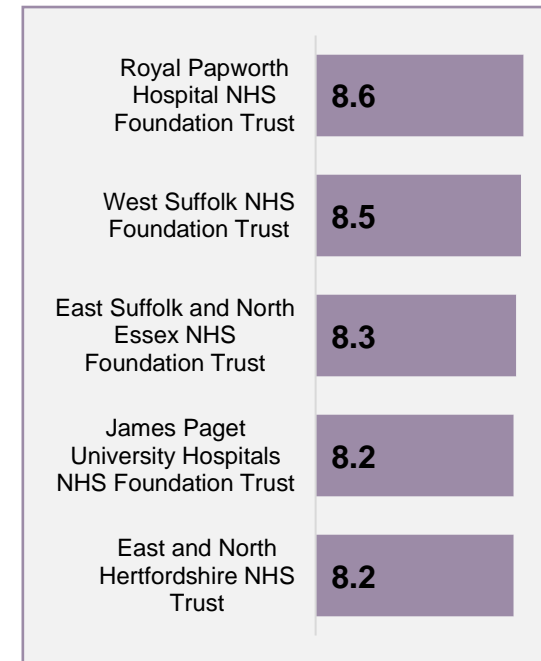 Royal Papworth
Hospital NHS
Foundation Trust
8.6
West Suffolk NHS
Foundation Trust
8.5
East Suffolk and North
Essex NHS
Foundation Trust
8.3
James Paget
University Hospitals
NHS Foundation Trust
8.2
East and North
Hertfordshire NHS
Trust
8.2